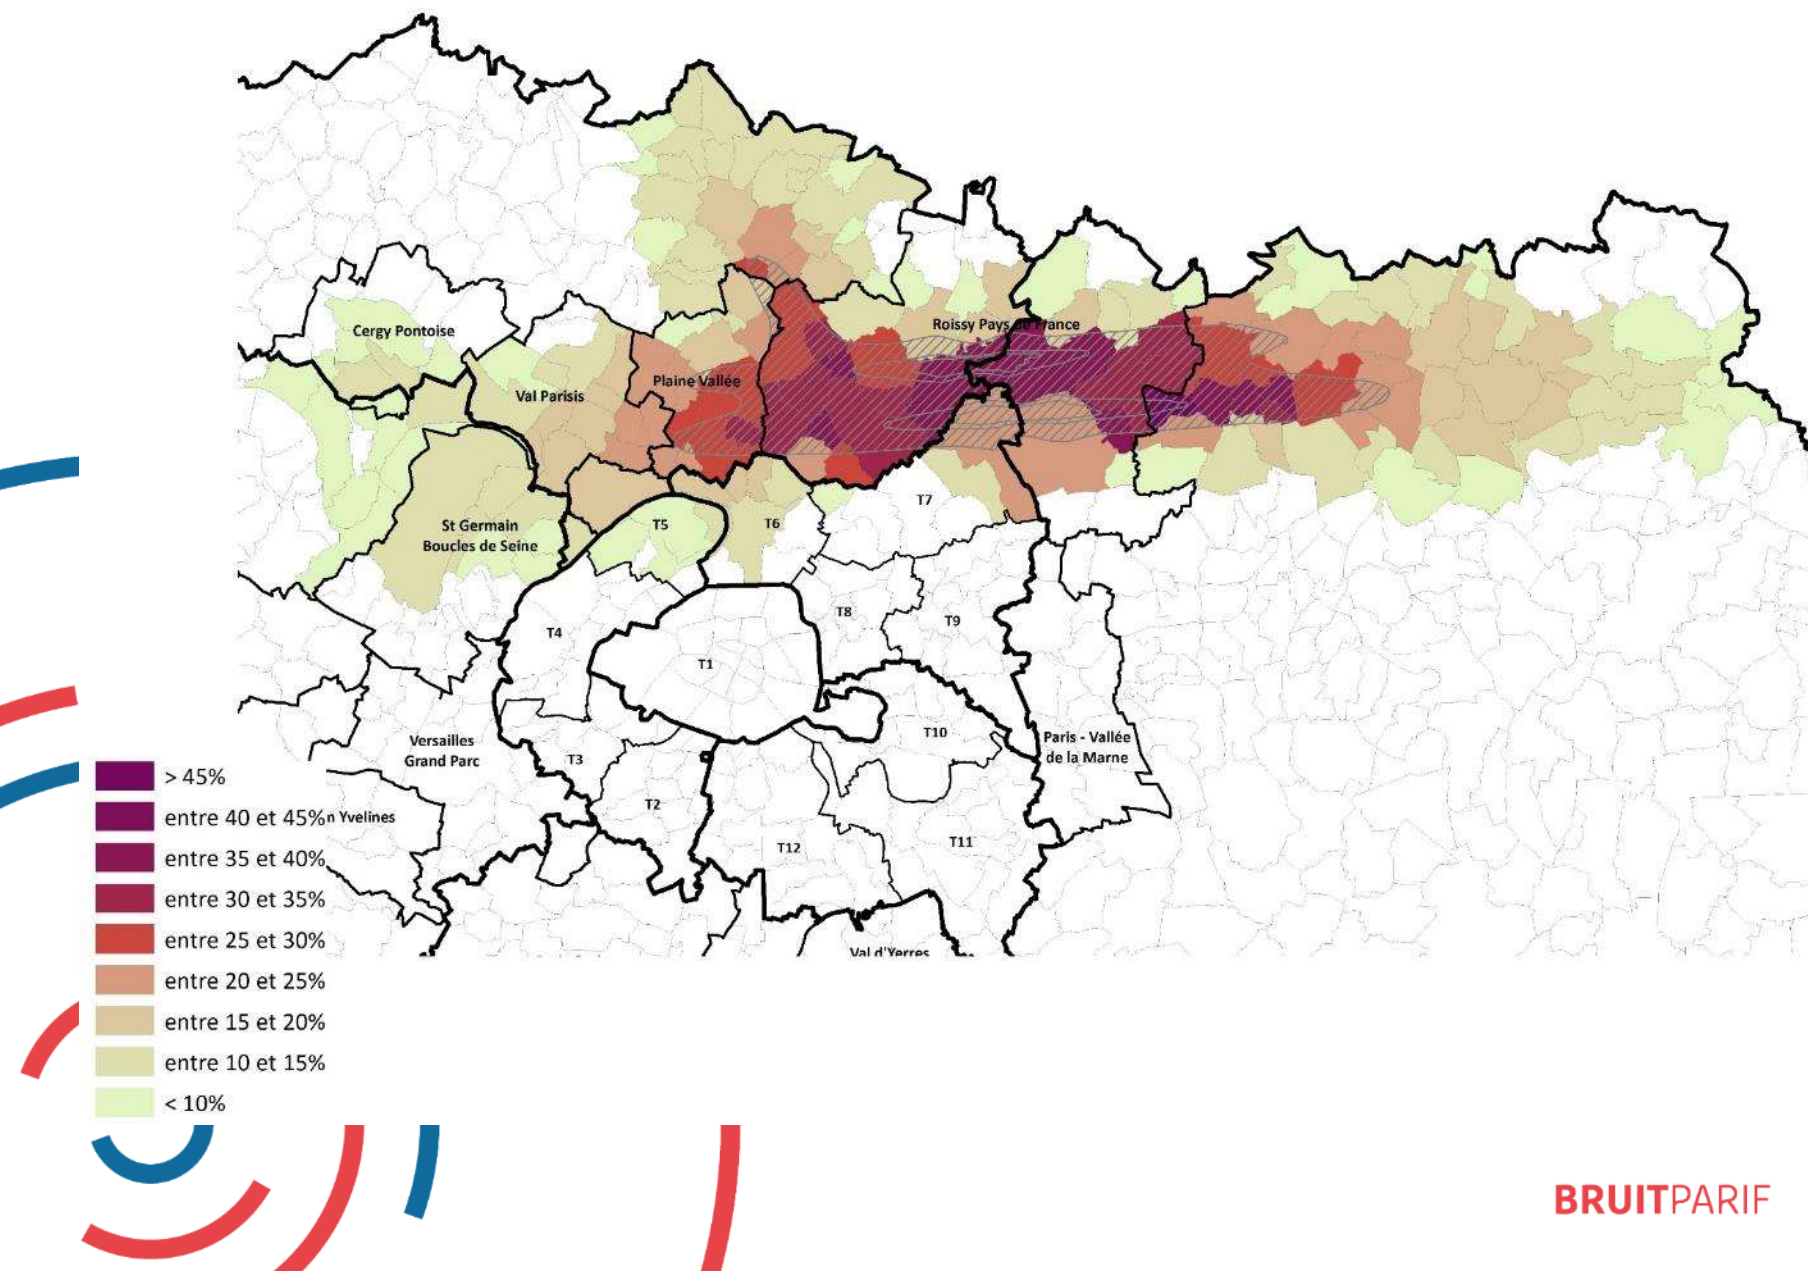 Roissy Pays de France
Cergy Pontoise
Plaine Vallée
Val Parisis
T7
St Germain
Boucles de Seine
T5
T6
T8
T9
T4
T1
T10
Paris - Vallée
de la Marne
Versailles
Grand Parc
T3
T2
T11
T12
n Yvelines
Val d'Yerres
> 45%
entre 40 et 45%
entre 35 et 40%
entre 30 et 35%
entre 25 et 30%
entre 20 et 25%
entre 15 et 20%
entre 10 et 15%
< 10%
BRUITPARIF